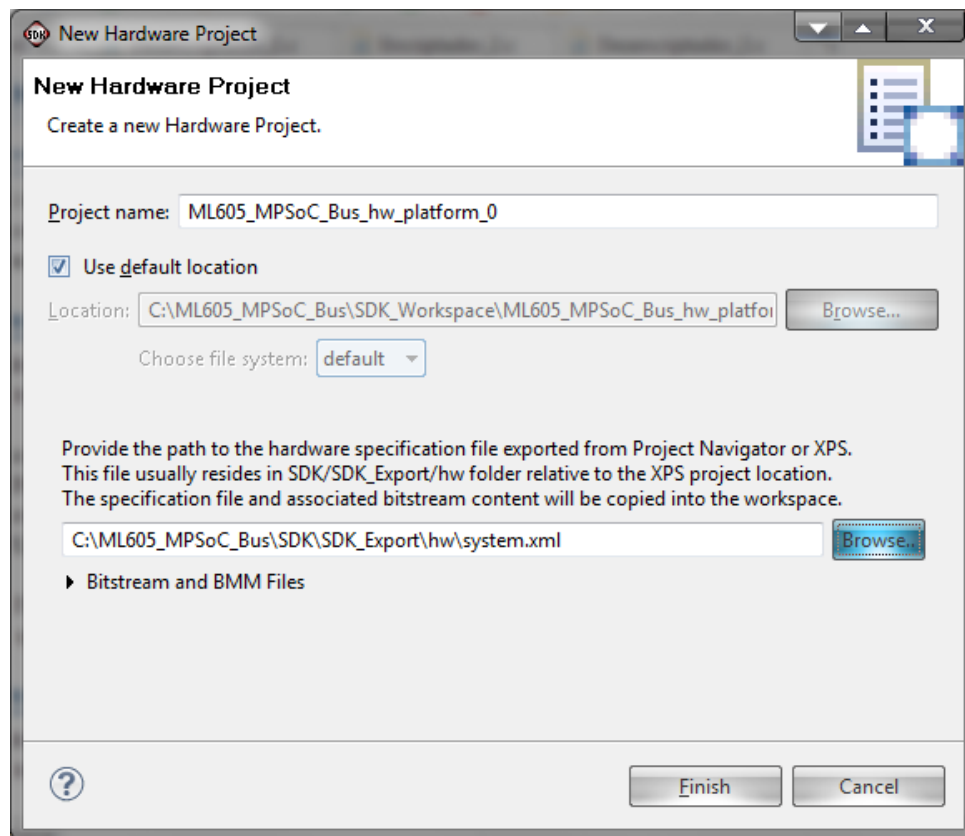 SDK New Hardware Project
X
New Hardware Project
Create a new Hardware Project.
Project name: ML605_MPSoC_Bus_hw_platform_0
Use default location
Location: C:\ML605_MPSoC_Bus\SDK_Workspace\ML605_MPSoC_Bus_hw_platfor Browse...
Choose file system: default
Provide the path to the hardware specification file exported from Project Navigator or XPS.
This file usually resides in SDK/SDK_Export/hw folder relative to the XPS project location.
The specification file and associated bitstream content will be copied into the workspace.
C:\ML605_MPSoC_Bus\SDK\SDK_Export\hw\system.xml Browse..
Bitstream and BMM Files
? Finish Cancel